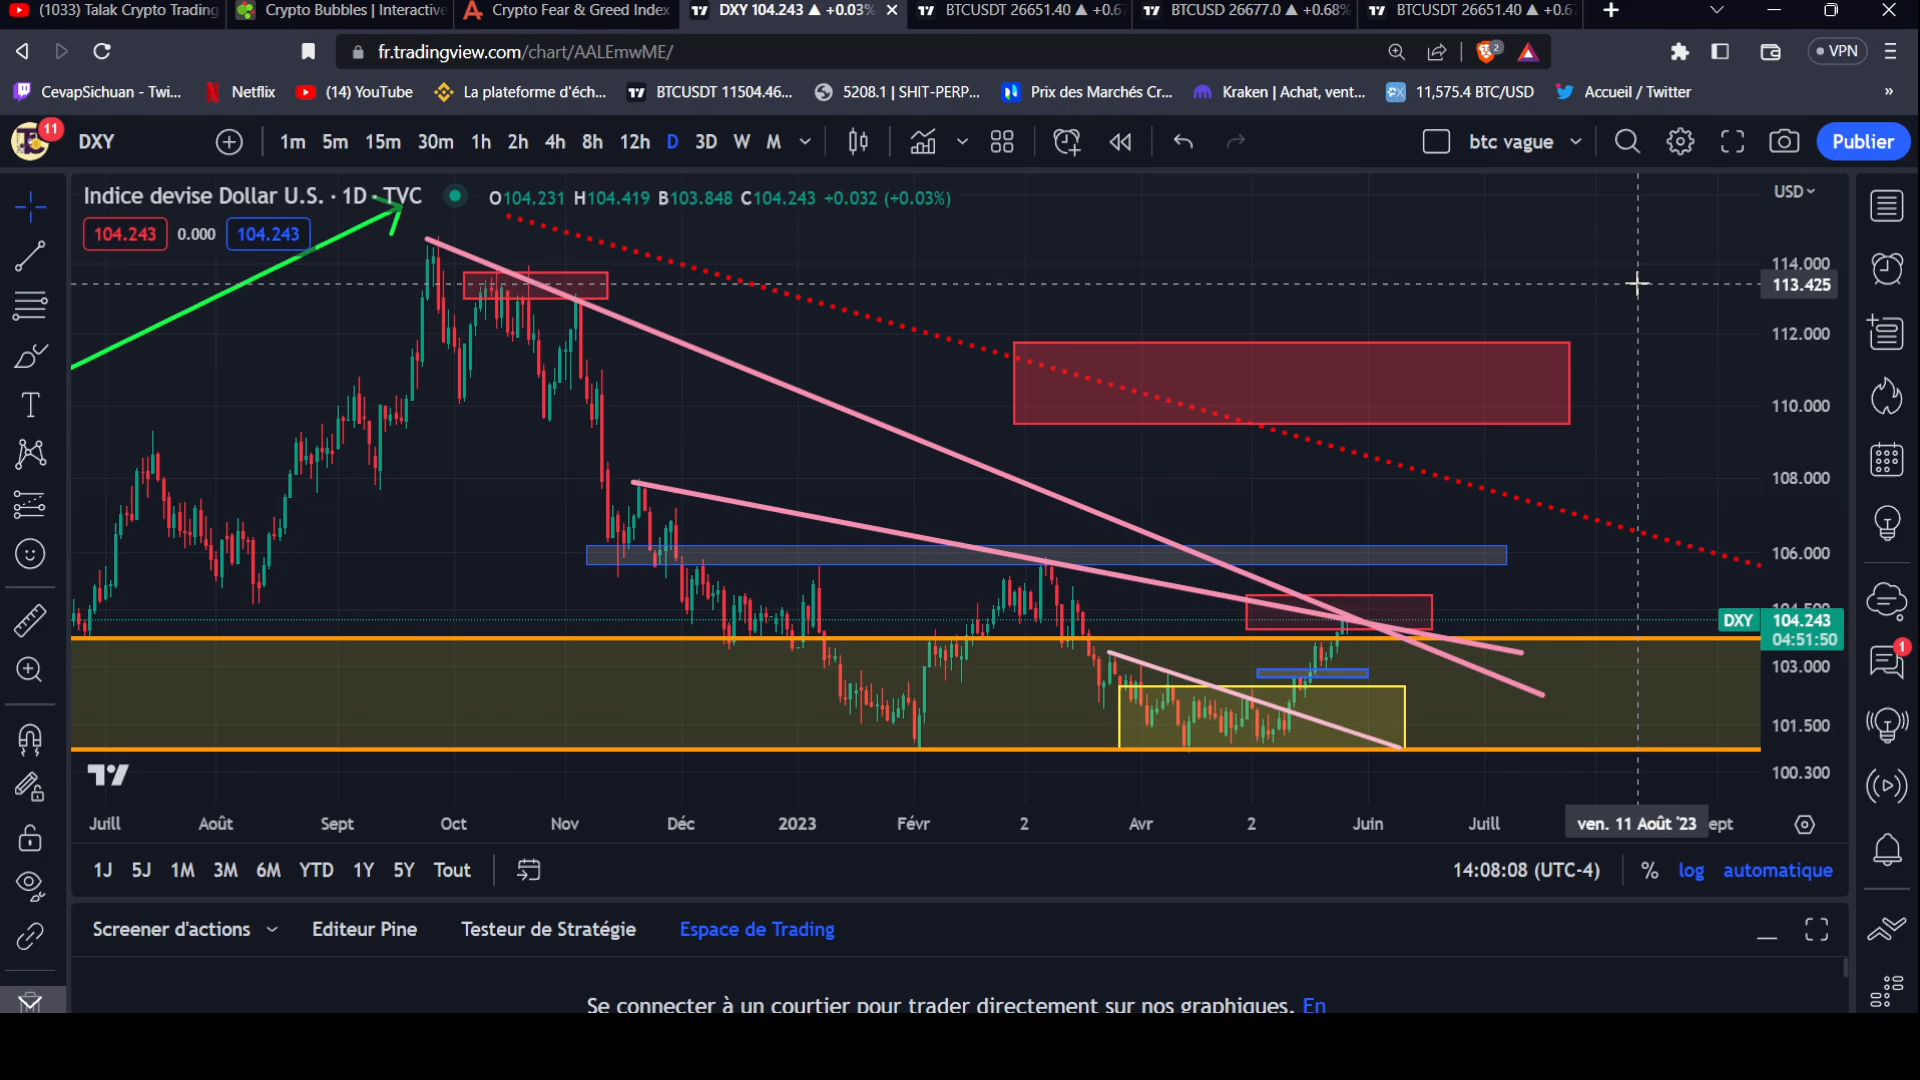 (1033) Talak Crypto Trading Crypto Bubbles | Interactive Crypto Fear & Greed Index DXY 104.243 ▲ +0.03% BTCUSDT 26651.40 ▲ +0.6 BTCUSD 26677.0 ▲ +0.68% BTCUSDT 26651.40 ▲ +0.6
fr.tradingview.com/chart/AALEmwME/ 2 VPN
CevapSichuan - Twi... Netflix (14) YouTube La plateforme d'éch... BTCUSDT 11504.46... 5208.1 | SHIT-PERP... Prix des Marchés Cr... Kraken | Achat, vent... 11,575.4 BTC/USD Accueil / Twitter »
11 DXY 1m 5m 15m 30m 1h 2h 4h 8h 12h D 3D W M btc vague Publier
Indice devise Dollar U.S. · 1D · TVC O104.231 H104.419 B103.848 C104.243 +0.032 (+0.03%) USD
104.243 0.000 104.243
114.000
113.425
112.000
110.000
108.000
106.000
104.500
DXY 104.243
04:51:50
103.000
101.500
100.300
1
Juill Août Sept Oct Nov Déc 2023 Févr 2 Avr 2 Juin Juill ven. 11 Août '23 ept
1J 5J 1M 3M 6M YTD 1Y 5Y Tout 14:08:08 (UTC-4) % log automatique
Screener d'actions Editeur Pine Testeur de Stratégie Espace de Trading
Se connecter à un courtier pour trader directement sur nos graphiques. En